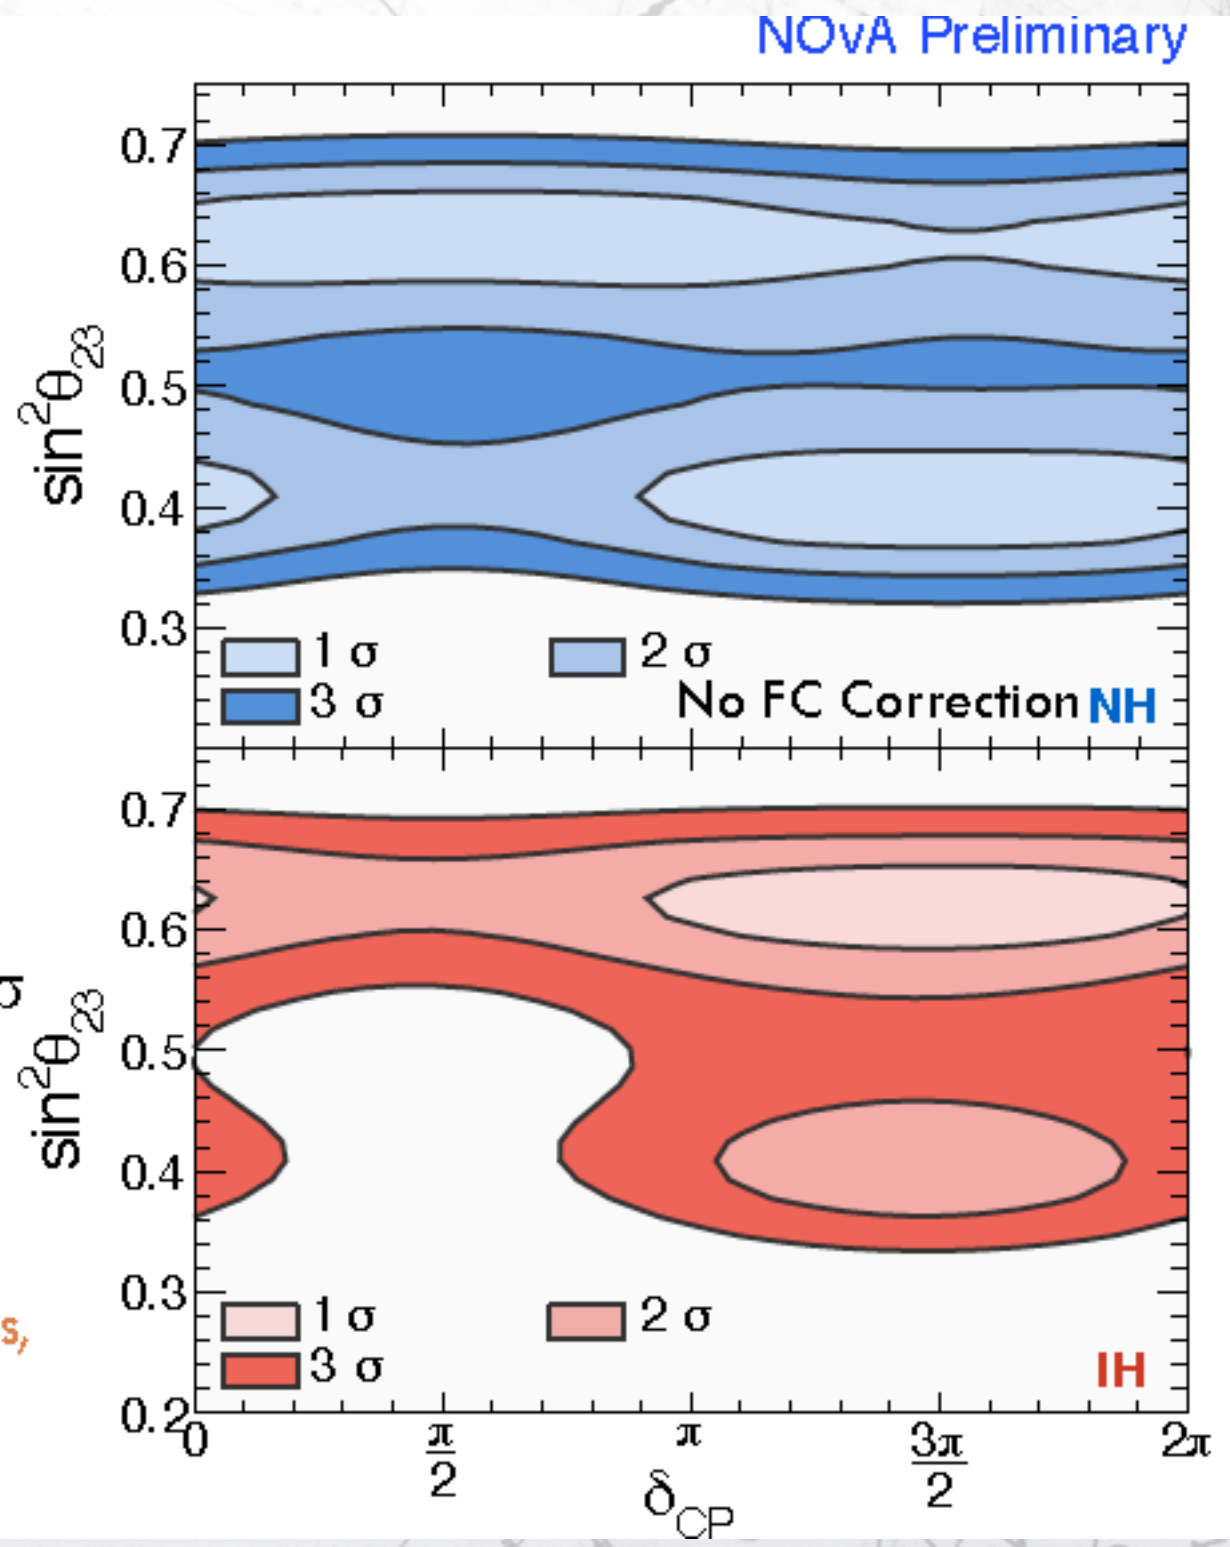 NOvA Preliminary
0.7
0.6
0.5
0.4
0.3
sin²θ₂₃
1 σ
2 σ
3 σ
No FC Correction NH
0.7
0.6
0.5
0.4
0.3
0.2
sin²θ₂₃
σ
s,
1 σ
2 σ
3 σ
IH
0
π/2
π
3π/2
2π
δCP